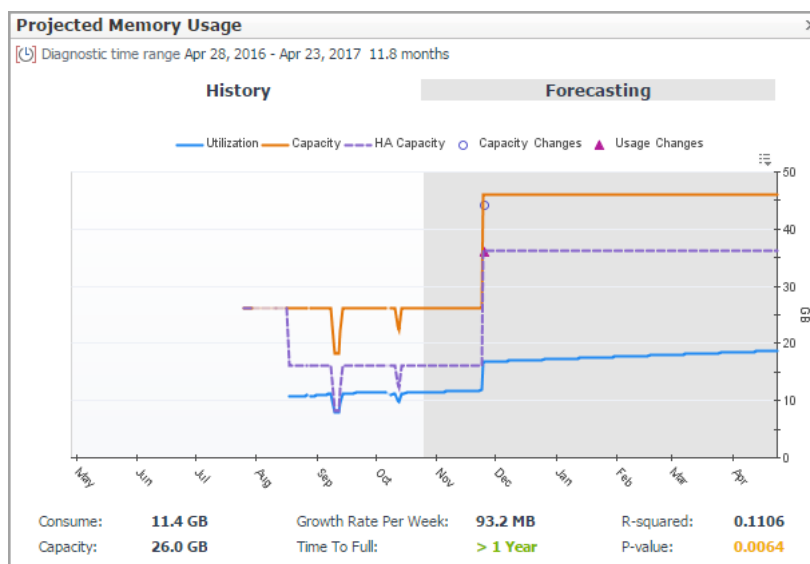 Projected Memory Usage
Diagnostic time range Apr 28, 2016 - Apr 23, 2017 11.8 months
History Forecasting
Utilization Capacity HA Capacity Capacity Changes Usage Changes
50
40
30
GB
20
10
0
May Jun Jul Aug Sep Oct Nov Dec Jan Feb Mar Apr
Consume: 11.4 GB Growth Rate Per Week: 93.2 MB R-squared: 0.1106
Capacity: 26.0 GB Time To Full: > 1 Year P-value: 0.0064